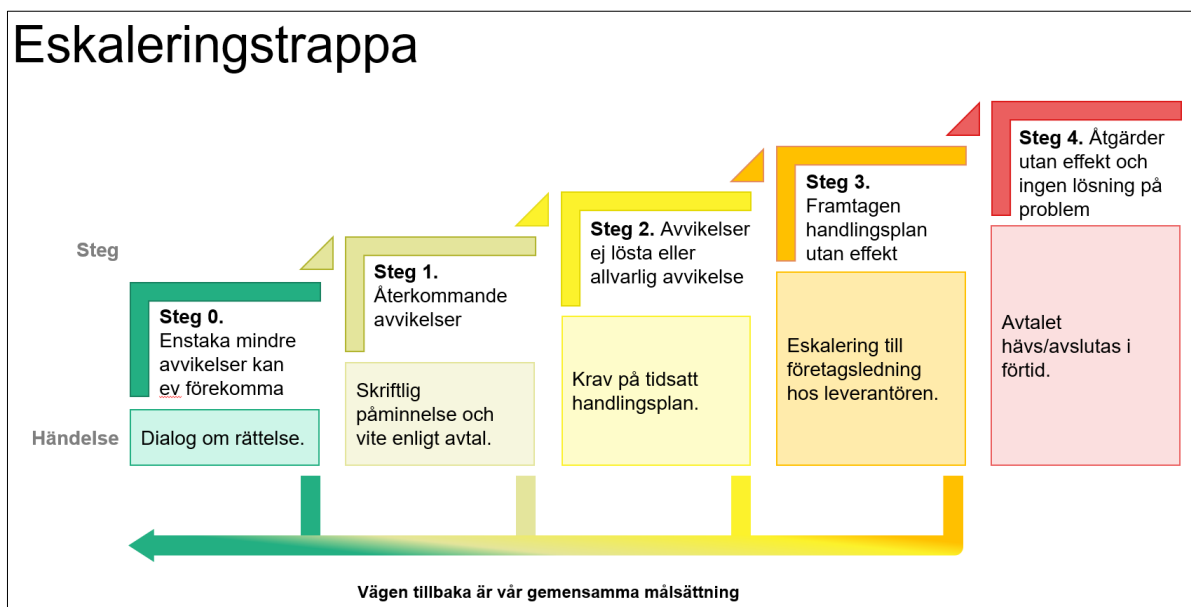 Eskaleringstrappa
Steg
Steg 0.
Enstaka mindre
avvikelser kan
ev förekomma
Steg 1.
Återkommande
avvikelser
Steg 2. Avvikelser
ej lösta eller
allvarlig avvikelse
Steg 3.
Framtagen
handlingsplan
utan effekt
Steg 4. Åtgärder
utan effekt och
ingen lösning på
problem
Händelse
Dialog om rättelse.
Skriftlig
påminnelse och
vite enligt avtal.
Krav på tidsatt
handlingsplan.
Eskalering till
företagsledning
hos leverantören.
Avtalet
hävs/avslutas i
förtid.
Vägen tillbaka är vår gemensamma målsättning